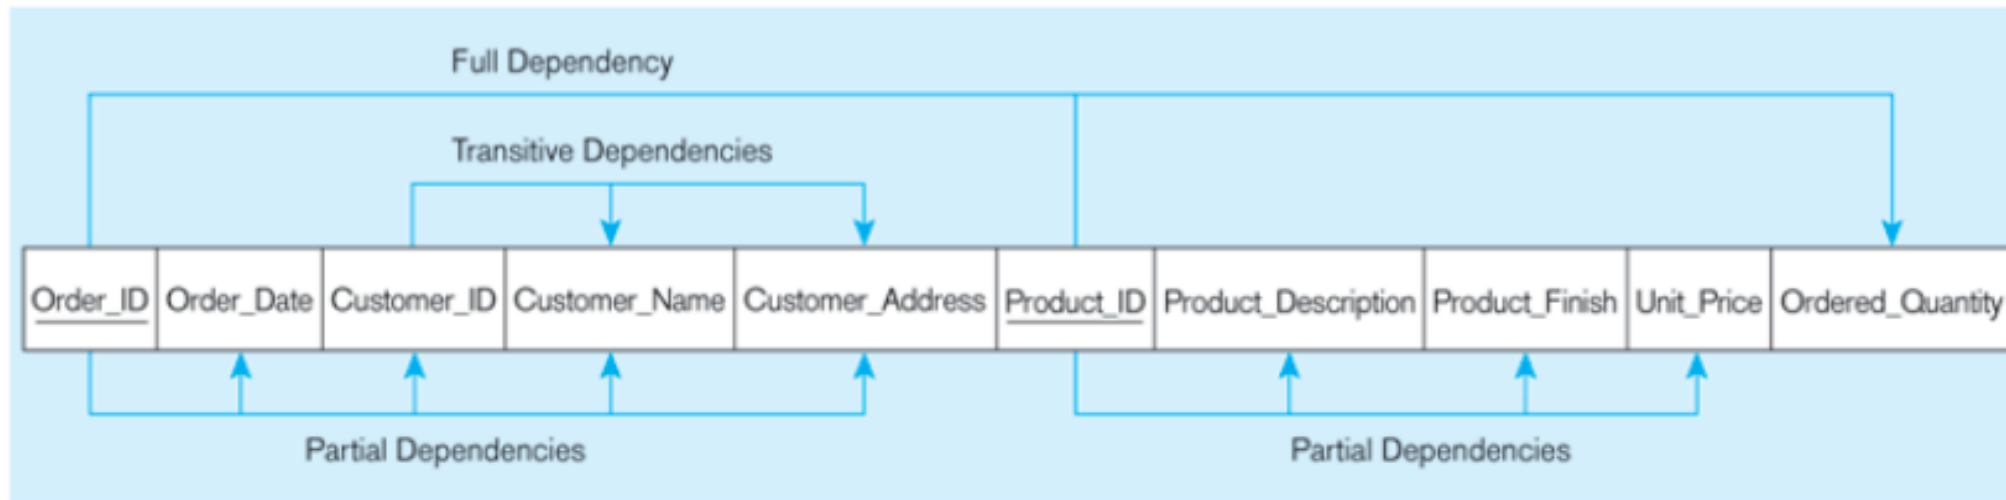 Full Dependency
Transitive Dependencies
Order_ID Order_Date Customer_ID Customer_Name Customer_Address Product_ID Product_Description Product_Finish Unit_Price Ordered_Quantity
Partial Dependencies Partial Dependencies